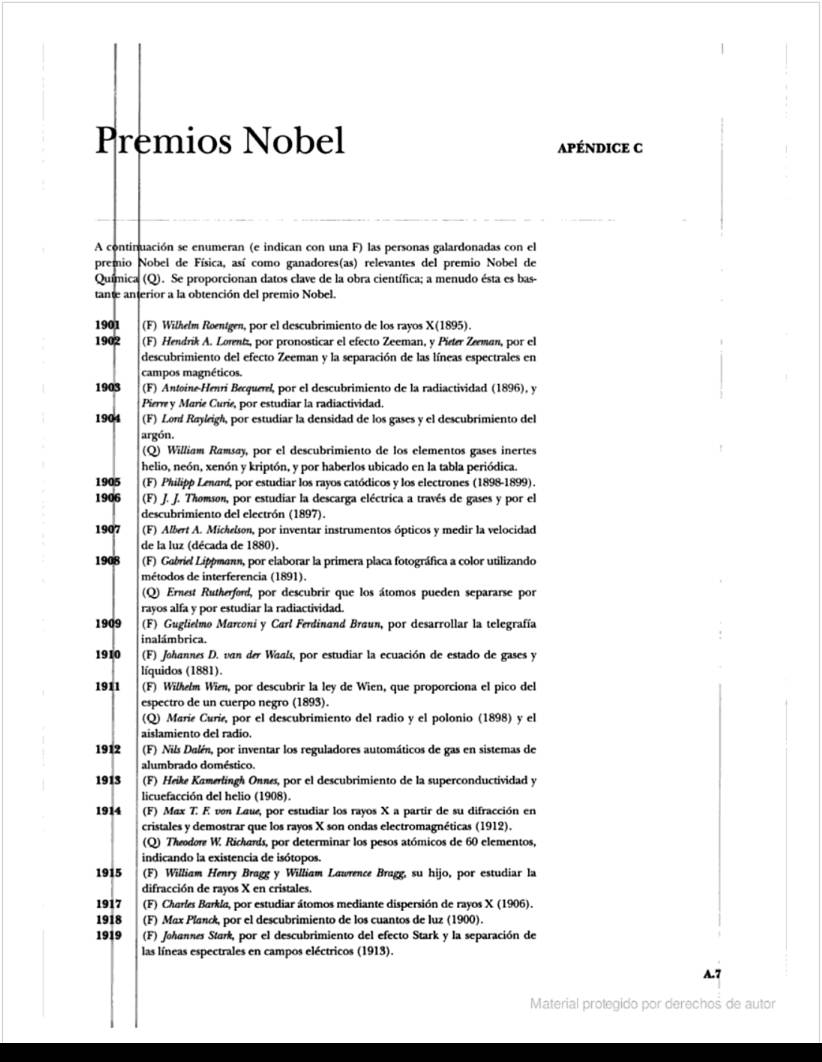 Premios Nobel
APÉNDICE C
A continuación se enumeran (e indican con una F) las personas galardonadas con el
premio Nobel de Física, así como ganadores(as) relevantes del premio Nobel de
Química (Q). Se proporcionan datos clave de la obra científica; a menudo ésta es bas-
tante anterior a la obtención del premio Nobel.
1901 (F) Wilhelm Roentgen, por el descubrimiento de los rayos X(1895).
1902 (F) Hendrik A. Lorentz, por pronosticar el efecto Zeeman, y Pieter Zeeman, por el
descubrimiento del efecto Zeeman y la separación de las líneas espectrales en
campos magnéticos.
1903 (F) Antoine-Henri Becquerel, por el descubrimiento de la radiactividad (1896), y
Pierre y Marie Curie, por estudiar la radiactividad.
1904 (F) Lord Rayleigh, por estudiar la densidad de los gases y el descubrimiento del
argón.
(Q) William Ramsay, por el descubrimiento de los elementos gases inertes
helio, neón, xenón y kriptón, y por haberlos ubicado en la tabla periódica.
1905 (F) Philipp Lenard, por estudiar los rayos catódicos y los electrones (1898-1899).
1906 (F) J. J. Thomson, por estudiar la descarga eléctrica a través de gases y por el
descubrimiento del electrón (1897).
1907 (F) Albert A. Michelson, por inventar instrumentos ópticos y medir la velocidad
de la luz (década de 1880).
1908 (F) Gabriel Lippmann, por elaborar la primera placa fotográfica a color utilizando
métodos de interferencia (1891).
(Q) Ernest Rutherford, por descubrir que los átomos pueden separarse por
rayos alfa y por estudiar la radiactividad.
1909 (F) Guglielmo Marconi y Carl Ferdinand Braun, por desarrollar la telegrafía
inalámbrica.
1910 (F) Johannes D. van der Waals, por estudiar la ecuación de estado de gases y
líquidos (1881).
1911 (F) Wilhelm Wien, por descubrir la ley de Wien, que proporciona el pico del
espectro de un cuerpo negro (1893).
(Q) Marie Curie, por el descubrimiento del radio y el polonio (1898) y el
aislamiento del radio.
1912 (F) Nils Dalén, por inventar los reguladores automáticos de gas en sistemas de
alumbrado doméstico.
1913 (F) Heike Kamerlingh Onnes, por el descubrimiento de la superconductividad y
licuefacción del helio (1908).
1914 (F) Max T. F. von Laue, por estudiar los rayos X a partir de su difracción en
cristales y demostrar que los rayos X son ondas electromagnéticas (1912).
(Q) Theodore W. Richards, por determinar los pesos atómicos de 60 elementos,
indicando la existencia de isótopos.
1915 (F) William Henry Bragg y William Lawrence Bragg, su hijo, por estudiar la
difracción de rayos X en cristales.
1917 (F) Charles Barkla, por estudiar átomos mediante dispersión de rayos X (1906).
1918 (F) Max Planck, por el descubrimiento de los cuantos de luz (1900).
1919 (F) Johannes Stark, por el descubrimiento del efecto Stark y la separación de
las líneas espectrales en campos eléctricos (1913).
A.7
Material protegido por derechos de autor